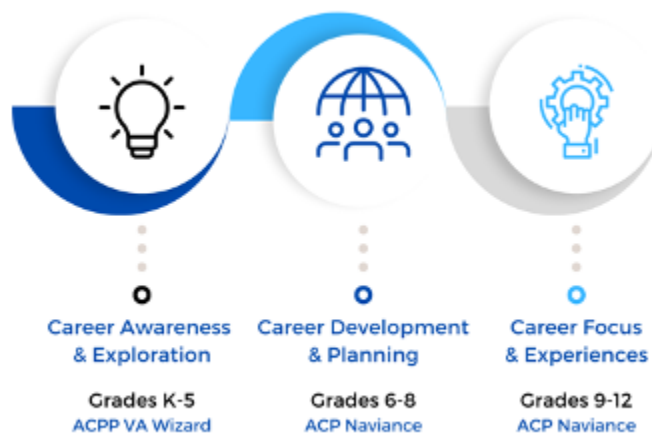 Career Awareness
& Exploration
Grades K-5
ACPP VA Wizard
Career Development
& Planning
Grades 6-8
ACP Naviance
Career Focus
& Experiences
Grades 9-12
ACP Naviance